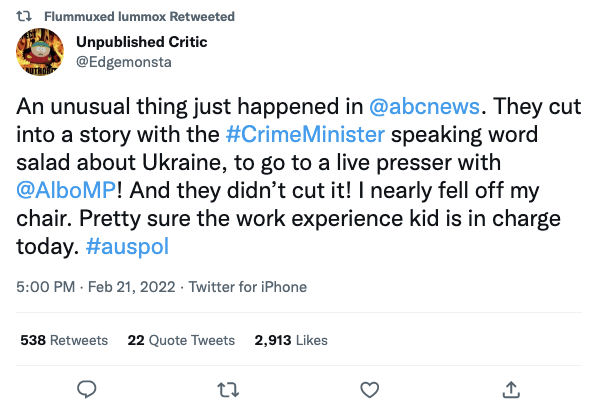 Flummuxed lummox Retweeted
Unpublished Critic
@Edgemonsta
An unusual thing just happened in @abcnews. They cut
into a story with the #CrimeMinister speaking word
salad about Ukraine, to go to a live presser with
@AlboMP! And they didn’t cut it! I nearly fell off my
chair. Pretty sure the work experience kid is in charge
today. #auspol
5:00 PM · Feb 21, 2022 · Twitter for iPhone
538 Retweets 22 Quote Tweets 2,913 Likes